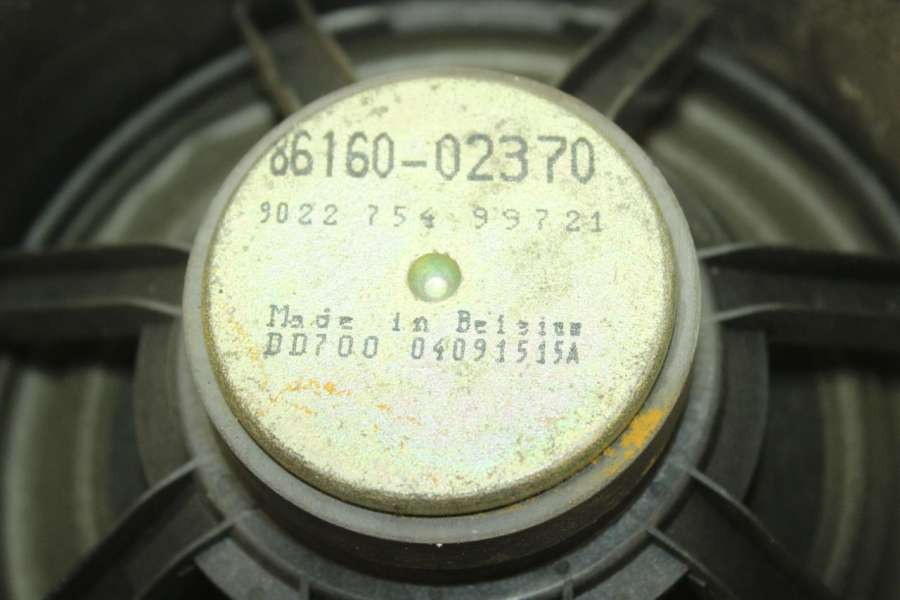 86160-02370
9022 754 99721
Made in Belgium
DD700 04091515A